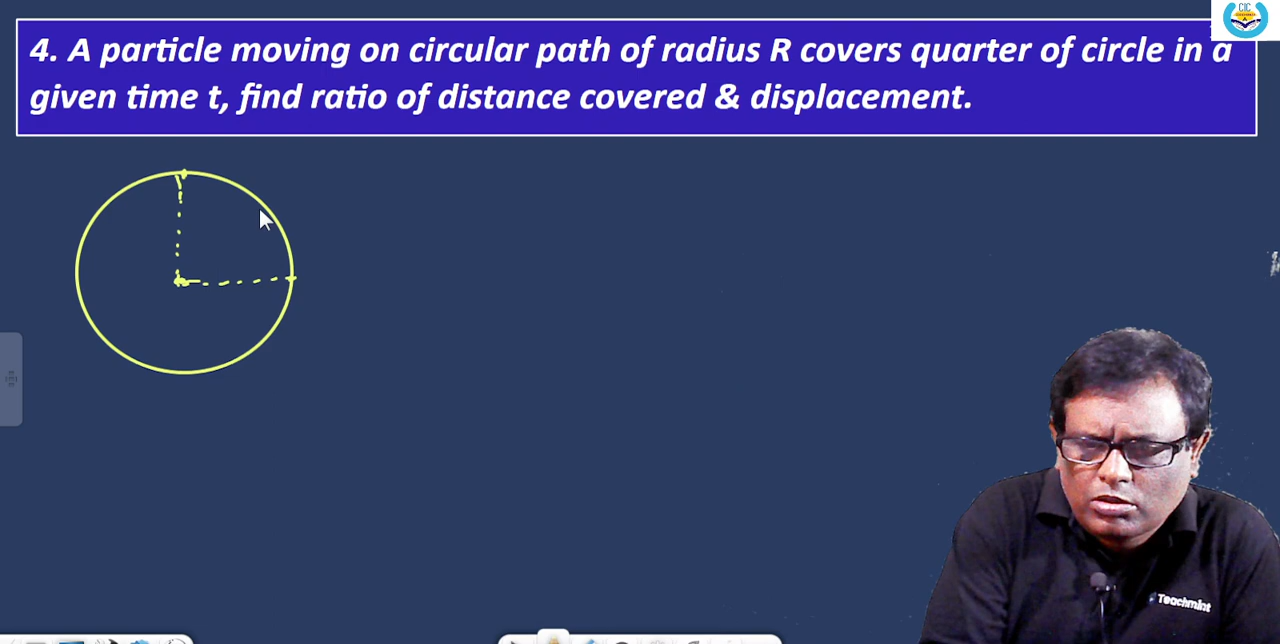 CIC
4. A particle moving on circular path of radius R covers quarter of circle in a
given time t, find ratio of distance covered & displacement.
Teachmint